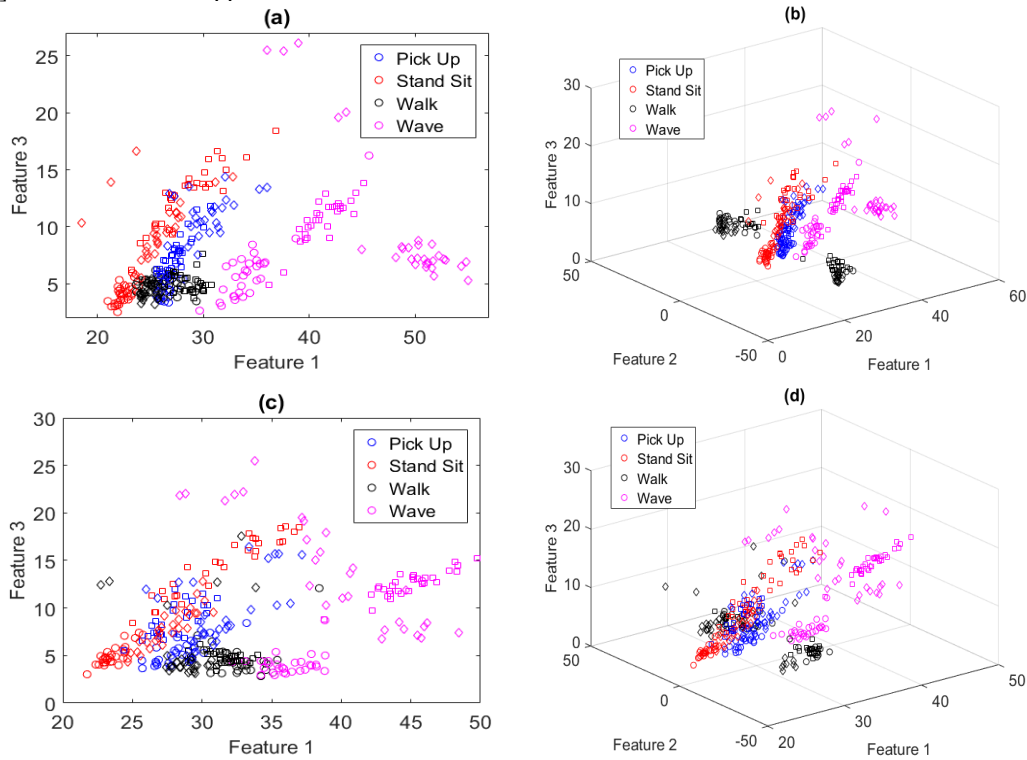 (a)
25
20
15
10
5
Feature 3
20 30 40 50
Feature 1
Pick Up
Stand Sit
Walk
Wave
(b)
30
20
10
0
Feature 3
50 0 -50
Feature 2
0 20 40 60
Feature 1
Pick Up
Stand Sit
Walk
Wave
(c)
30
25
20
15
10
5
0
Feature 3
20 25 30 35 40 45 50
Feature 1
Pick Up
Stand Sit
Walk
Wave
(d)
30
20
10
0
Feature 3
50 0 -50
Feature 2
20 30 40 50
Feature 1
Pick Up
Stand Sit
Walk
Wave